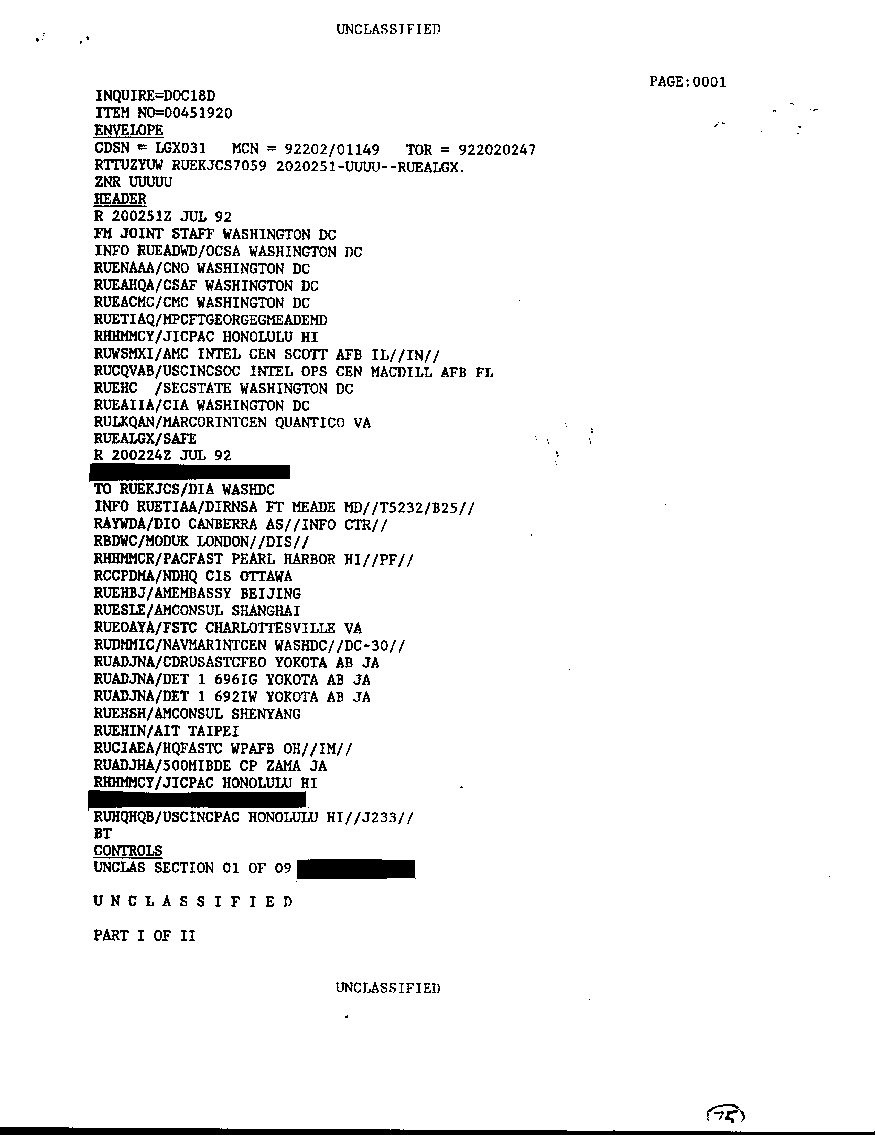 UNCLASSIFIED
PAGE:0001
INQUIRE=DOC18D
ITEM NO=00451920
ENVELOPE
CDSN = LGX031 MCN = 92202/01149 TOR = 922020247
RTTUZYUW RUEKJCS7059 2020251-UUUU--RUEALGX.
ZNR UUUUU
HEADER
R 200251Z JUL 92
FM JOINT STAFF WASHINGTON DC
INFO RUEADWD/OCSA WASHINGTON DC
RUENAAA/CNO WASHINGTON DC
RUEAHQA/CSAF WASHINGTON DC
RUEACMC/CMC WASHINGTON DC
RUETIAQ/MPCFTGEORGEGMEADEMD
RHHMMCY/JICPAC HONOLULU HI
RUWSMXI/AMC INTEL CEN SCOTT AFB IL//IN//
RUCQVAB/USCINCSOC INTEL OPS CEN MACDILL AFB FL
RUEHC /SECSTATE WASHINGTON DC
RUEAIIA/CIA WASHINGTON DC
RULKQAN/MARCORINTCEN QUANTICO VA
RUEALGX/SAFE
R 200224Z JUL 92
TO RUEKJCS/DIA WASHDC
INFO RUETIAA/DIRNSA FT MEADE MD//T5232/B25//
RAYWDA/DIO CANBERRA AS//INFO CTR//
RBDWC/MODUK LONDON//DIS//
RHHMMCR/PACFAST PEARL HARBOR HI//PF//
RCCPDMA/NDHQ CIS OTTAWA
RUEHBJ/AMEMBASSY BEIJING
RUESLE/AMCONSUL SHANGHAI
RUEOAYA/FSTC CHARLOTTESVILLE VA
RUDMMIC/NAVMARINTCEN WASHDC//DC-30//
RUADJNA/CDRUSASTCFEO YOKOTA AB JA
RUADJNA/DET 1 696IG YOKOTA AB JA
RUADJNA/DET 1 692IW YOKOTA AB JA
RUEHSH/AMCONSUL SHENYANG
RUEHIN/AIT TAIPEI
RUCIAEA/HQFASTC WPAFB OH//IM//
RUADJHA/500MIBDE CP ZAMA JA
RHHMMCY/JICPAC HONOLULU HI
RUHQHQB/USCINCPAC HONOLULU HI//J233//
BT
CONTROLS
UNCLAS SECTION 01 OF 09
U N C L A S S I F I E D
PART I OF II
UNCLASSIFIED
75